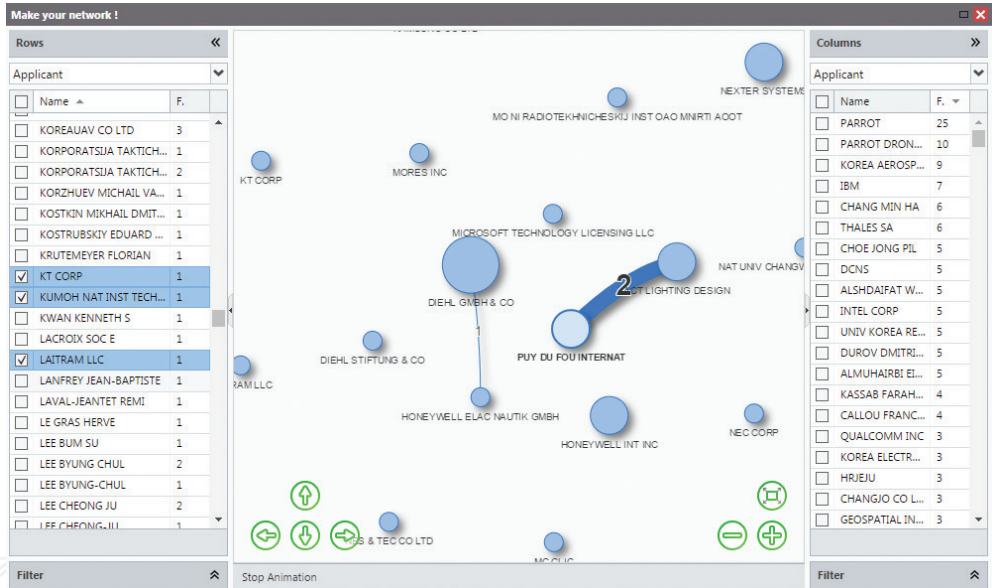 Make your network !
Rows
Applicant
Name F.
KOREAUAV CO LTD 3
KORPORATSIJA TAKTICH... 1
KORPORATSIJA TAKTICH... 2
KORZHUEV MICHAIL VA... 1
KOSTKIN MIKHAIL DMIT... 1
KOSTRUBSKIY EDUARD ... 1
KRUTEMEYER FLORIAN 1
KT CORP 1
KUMOH NAT INST TECH... 1
KWAN KENNETH S 1
LACROIX SOC E 1
LAITRAM LLC 1
LANFREY JEAN-BAPTISTE 1
LAVAL-JEANTET REMI 1
LE GRAS HERVE 1
LEE BUM SU 1
LEE BYUNG CHUL 2
LEE BYUNG-CHUL 1
LEE CHEONG JU 2
LEE CHEONG-JU 1
Filter
NEXTER SYSTEMS
MO NI RADIOTEKHNICHESKIJ INST OAO MNIRTI AOOT
KT CORP
MORES INC
MICROSOFT TECHNOLOGY LICENSING LLC
NAT UNIV CHANGW
2
CT LIGHTING DESIGN
DIEHL GMBH & CO
1
PUY DU FOU INTERNAT
DIEHL STIFTUNG & CO
RAM LLC
HONEYWELL ELAC NAUTIK GMBH
HONEYWELL INT INC
NEC CORP
& TEC CO LTD
MC CLIC
Stop Animation
Columns
Applicant
Name F.
PARROT 25
PARROT DRON... 10
KOREA AEROSP... 9
IBM 7
CHANG MIN HA 6
THALES SA 6
CHOE JONG PIL 5
DCNS 5
ALSHDAIFAT W... 5
INTEL CORP 5
UNIV KOREA RE... 5
DUROV DMITRI... 5
ALMUHAIRBI EI... 5
KASSAB FARAH... 4
CALLOU FRANC... 4
QUALCOMM INC 3
KOREA ELECTR... 3
HRJEJU 3
CHANGJO CO L... 3
GEOSPATIAL IN... 3
Filter